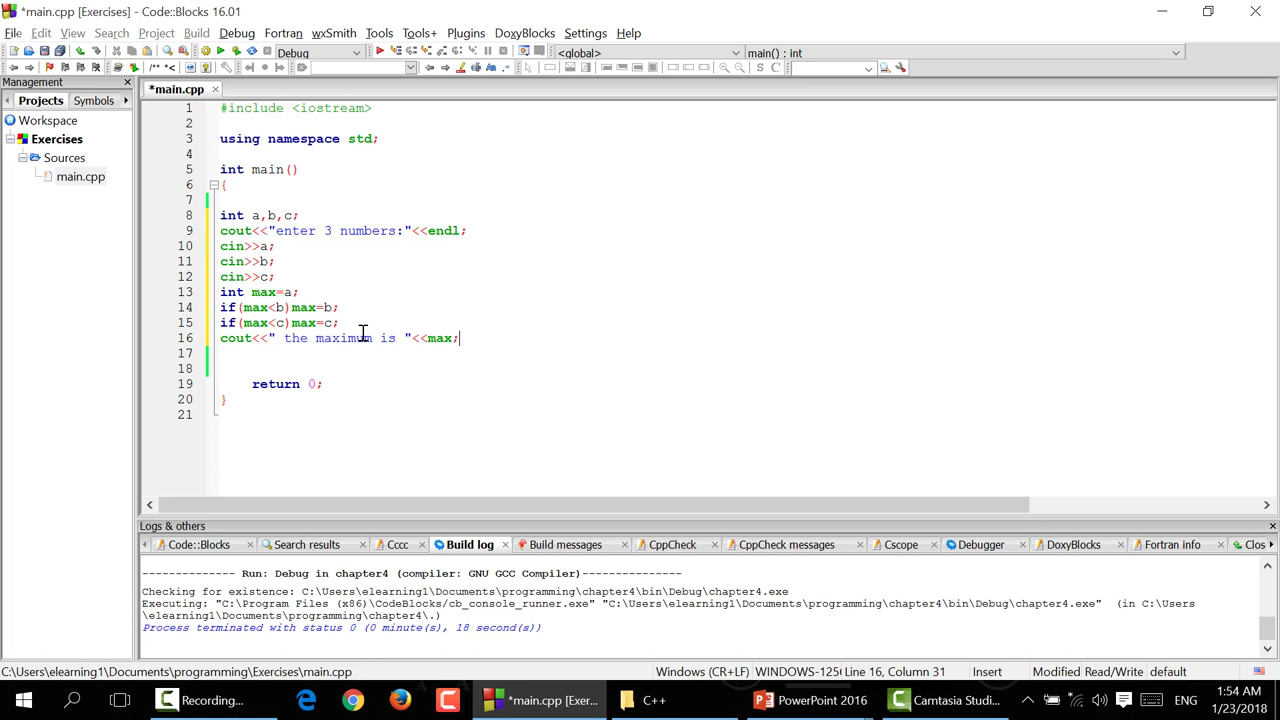 *main.cpp [Exercises] - Code::Blocks 16.01
File Edit View Search Project Build Debug Fortran wxSmith Tools Tools+ Plugins DoxyBlocks Settings Help
Debug <global> main() : int
/** *<
Management
Projects Symbols
Workspace
Exercises
Sources
main.cpp
*main.cpp
1 #include <iostream>
2
3 using namespace std;
4
5 int main()
6 {
7
8 int a,b,c;
9 cout<<"enter 3 numbers:"<<endl;
10 cin>>a;
11 cin>>b;
12 cin>>c;
13 int max=a;
14 if(max<b)max=b;
15 if(max<c)max=c;
16 cout<<" the maximum is "<<max;
17
18
19 return 0;
20 }
21
Logs & others
Code::Blocks Search results Cccc Build log Build messages CppCheck CppCheck messages Cscope Debugger DoxyBlocks Fortran info Clos
-------------- Run: Debug in chapter4 (compiler: GNU GCC Compiler)---------------
Checking for existence: C:\Users\elearning1\Documents\programming\chapter4\bin\Debug\chapter4.exe
Executing: "C:\Program Files (x86)\CodeBlocks/cb_console_runner.exe" "C:\Users\elearning1\Documents\programming\chapter4\bin\Debug\chapter4.exe" (in C:\Users
\elearning1\Documents\programming\chapter4\.)
Process terminated with status 0 (0 minute(s), 18 second(s))
C:\Users\elearning1\Documents\programming\Exercises\main.cpp Windows (CR+LF) WINDOWS-125( Line 16, Column 31 Insert Modified Read/Write default
Recording... *main.cpp [Exer... C++ PowerPoint 2016 Camtasia Studi... ENG 1:54 AM
1/23/2018